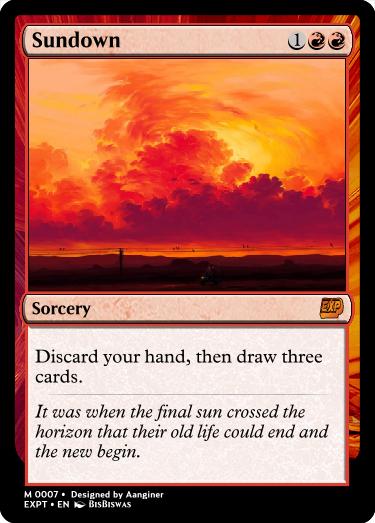 Sundown 1
Sorcery EXP
Discard your hand, then draw three
cards.
It was when the final sun crossed the
horizon that their old life could end and
the new begin.
M 0007 • Designed by Aanginer
EXPT • EN BisBiswas